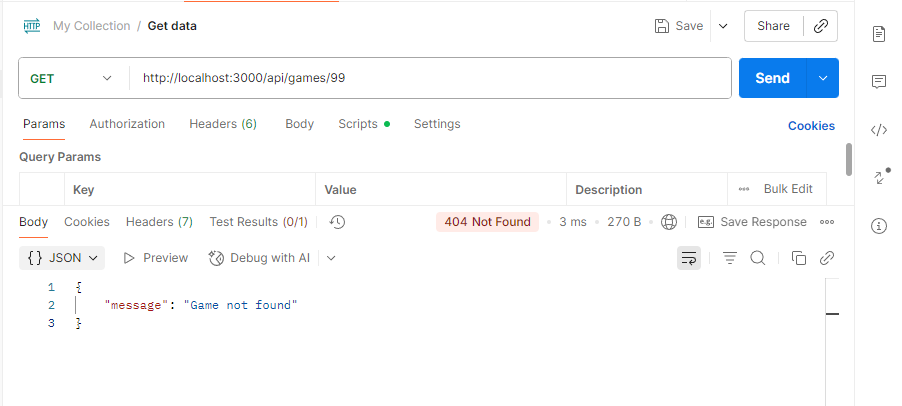 HTTP My Collection / Get data Save Share
GET http://localhost:3000/api/games/99 Send
Params Authorization Headers (6) Body Scripts Settings Cookies
Query Params
Key Value Description Bulk Edit
Body Cookies Headers (7) Test Results (0/1) 404 Not Found 3 ms 270 B e.g. Save Response
{} JSON Preview Debug with AI
1 {
2 "message": "Game not found"
3 }